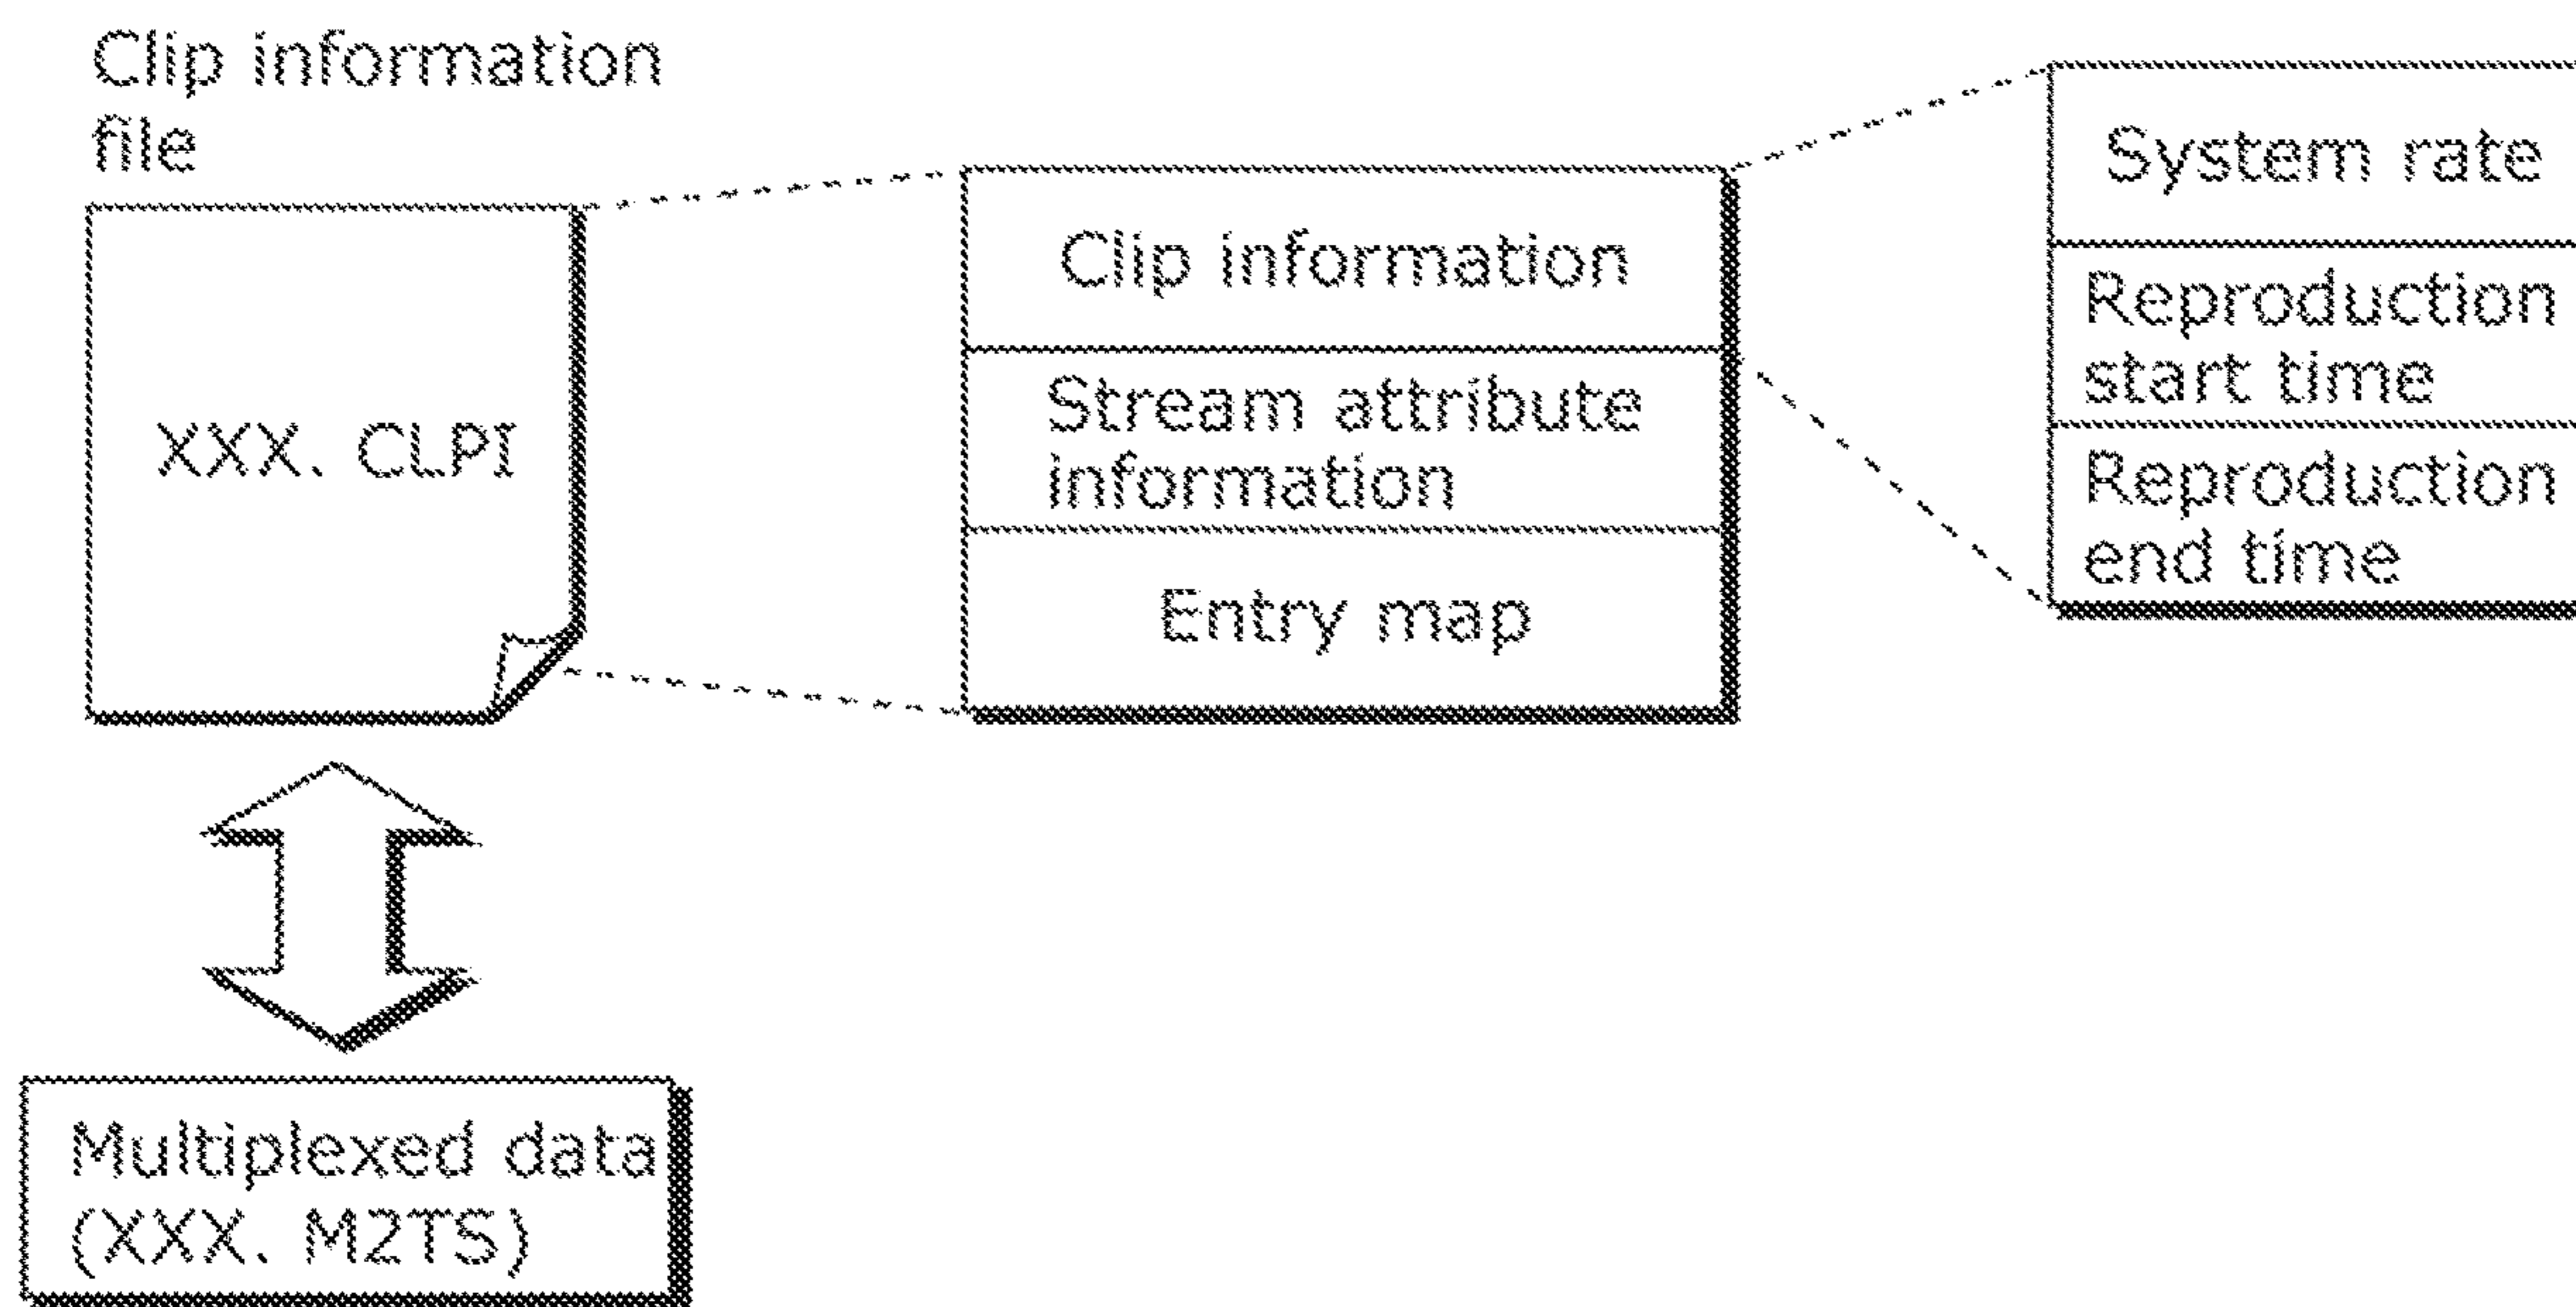 Clip information
file
XXX. CLPI
Clip information
Stream attribute
information
Entry map
System rate
Reproduction
start time
Reproduction
end time
Multiplexed data
(XXX. M2TS)